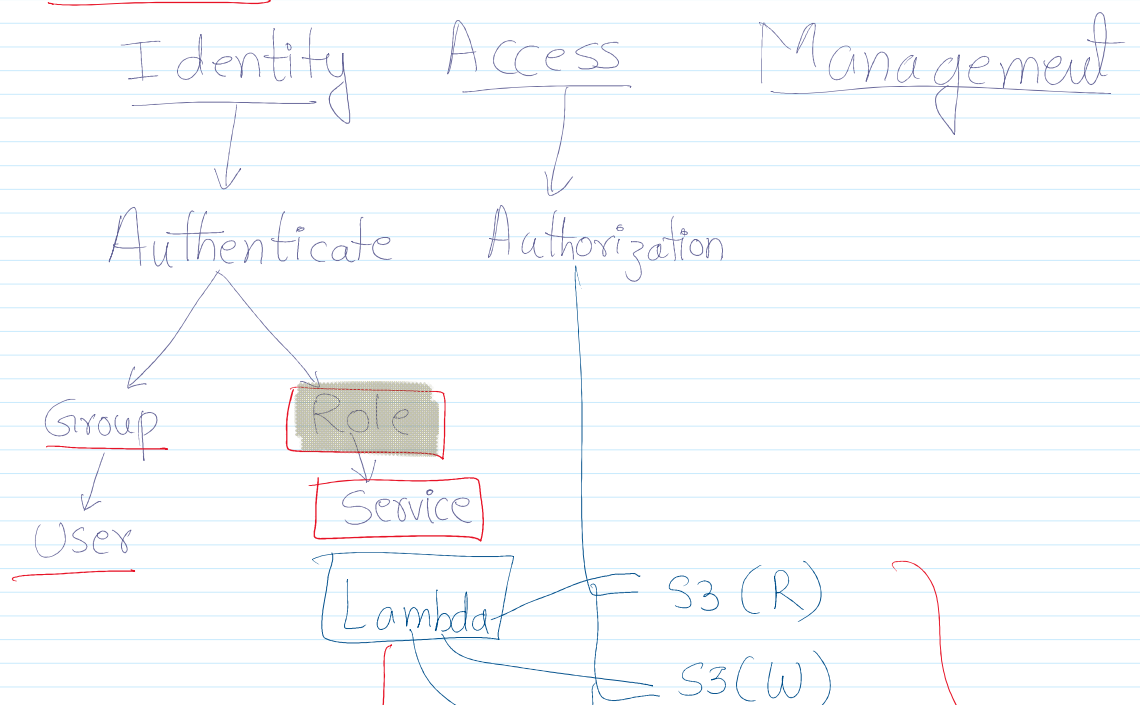 Identity Access Management
Authenticate Authorization
Group Role
Service
User
Lambda S3 (R)
S3 (W)